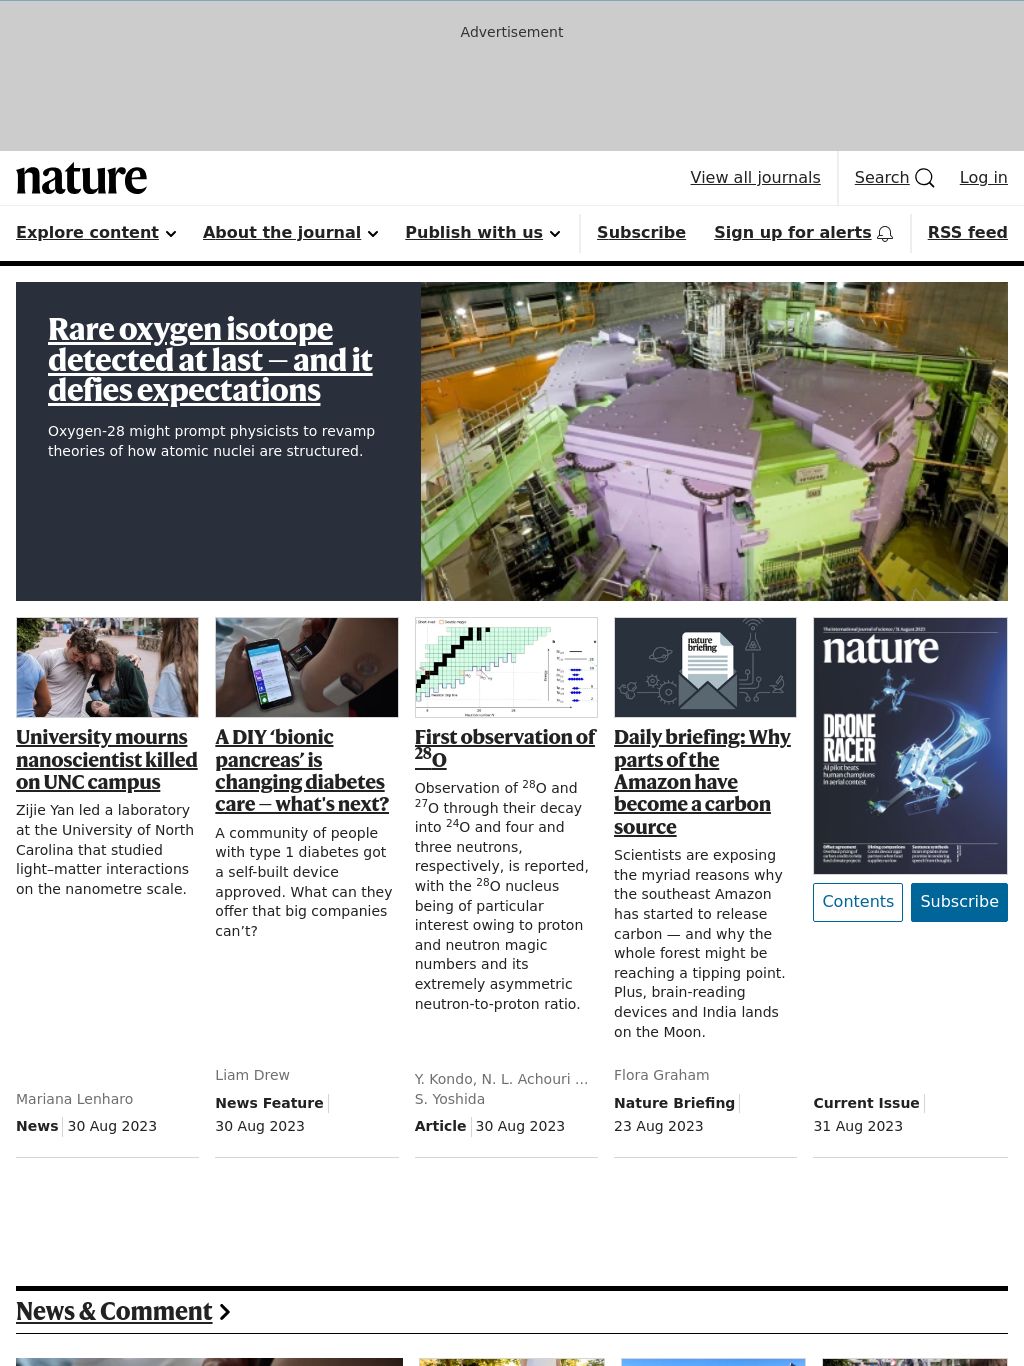 Advertisement
nature
View all journals
Search
Log in
Explore content
About the journal
Publish with us
Subscribe
Sign up for alerts
RSS feed
Rare oxygen isotope
detected at last — and it
defies expectations
Oxygen-28 might prompt physicists to revamp
theories of how atomic nuclei are structured.
University mourns
nanoscientist killed
on UNC campus
Zijie Yan led a laboratory
at the University of North
Carolina that studied
light–matter interactions
on the nanometre scale.
Mariana Lenharo
News
30 Aug 2023
A DIY ‘bionic
pancreas’ is
changing diabetes
care — what's next?
A community of people
with type 1 diabetes got
a self-built device
approved. What can they
offer that big companies
can’t?
Liam Drew
News Feature
30 Aug 2023
First observation of
²⁸O
Observation of ²⁸O and
²⁷O through their decay
into ²⁴O and four and
three neutrons,
respectively, is reported,
with the ²⁸O nucleus
being of particular
interest owing to proton
and neutron magic
numbers and its
extremely asymmetric
neutron-to-proton ratio.
Y. Kondo, N. L. Achouri …
S. Yoshida
Article
30 Aug 2023
nature
briefing
Daily briefing: Why
parts of the
Amazon have
become a carbon
source
Scientists are exposing
the myriad reasons why
the southeast Amazon
has started to release
carbon — and why the
whole forest might be
reaching a tipping point.
Plus, brain-reading
devices and India lands
on the Moon.
Flora Graham
Nature Briefing
23 Aug 2023
The international journal of science / 31 August 2023
nature
DRONE
RACER
AI pilot beats
human champions
in aerial contest
Contents
Subscribe
Current Issue
31 Aug 2023
News & Comment